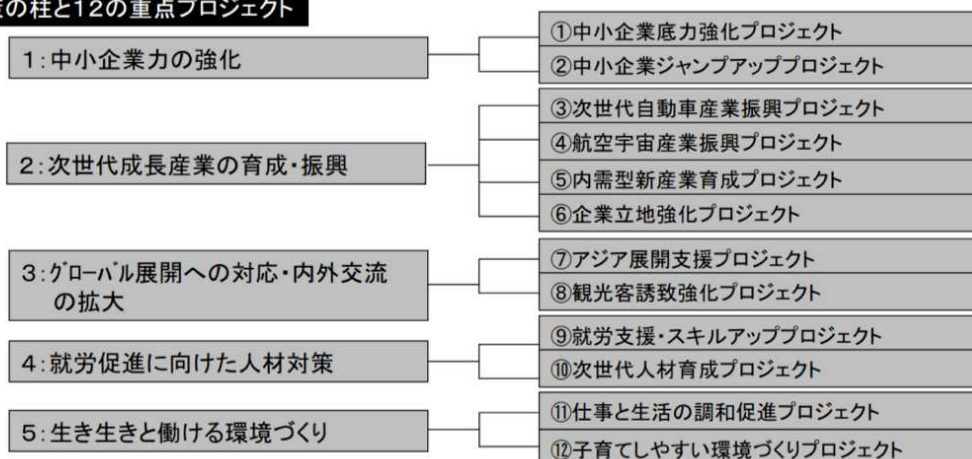 の柱と12の重点プロジェクト
1:中小企業力の強化
①中小企業底力強化プロジェクト
②中小企業ジャンプアッププロジェクト
2:次世代成長産業の育成・振興
③次世代自動車産業振興プロジェクト
④航空宇宙産業振興プロジェクト
⑤内需型新産業育成プロジェクト
⑥企業立地強化プロジェクト
3:グローバル展開への対応・内外交流
の拡大
⑦アジア展開支援プロジェクト
⑧観光客誘致強化プロジェクト
4:就労促進に向けた人材対策
⑨就労支援・スキルアッププロジェクト
⑩次世代人材育成プロジェクト
5:生き生きと働ける環境づくり
⑪仕事と生活の調和促進プロジェクト
⑫子育てしやすい環境づくりプロジェクト